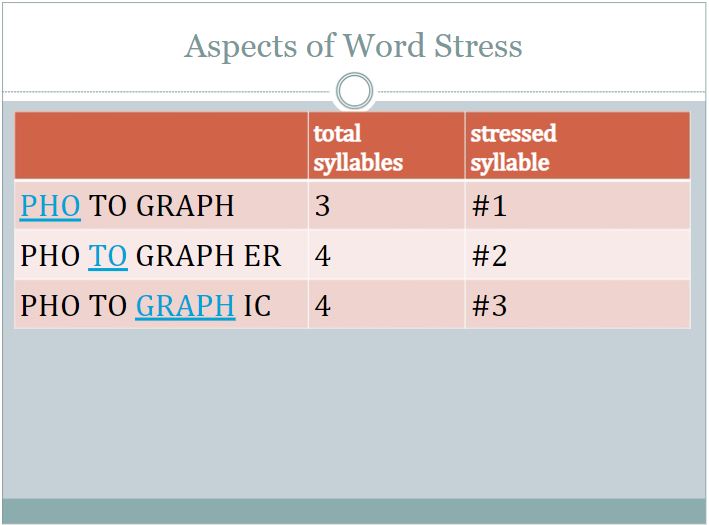 Aspects of Word Stress
total syllables stressed syllable
PHO TO GRAPH 3 #1
PHO TO GRAPH ER 4 #2
PHO TO GRAPH IC 4 #3